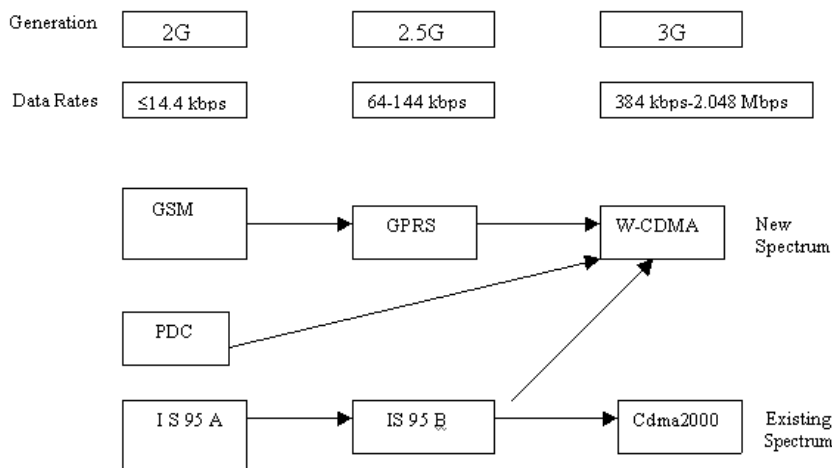 Generation
2G
2.5G
3G
Data Rates
≤14.4 kbps
64-144 kbps
384 kbps-2.048 Mbps
GSM
GPRS
W-CDMA
New
Spectrum
PDC
I S 95 A
IS 95 B
Cdma2000
Existing
Spectrum